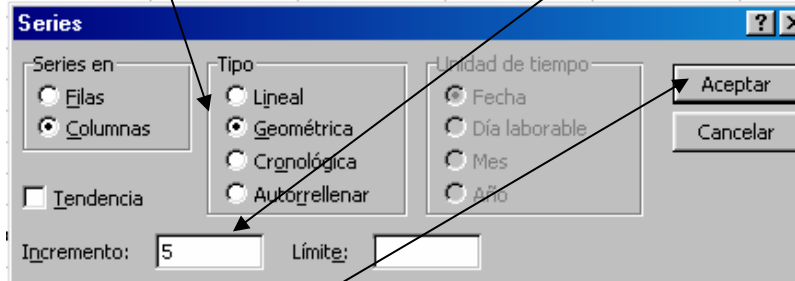 Series
Series en
Filas
Columnas
Tendencia
Tipo
Lineal
Geométrica
Cronológica
Autorrellenar
Unidad de tiempo
Fecha
Día laborable
Mes
Año
Aceptar
Cancelar
Incremento: 5
Límite: